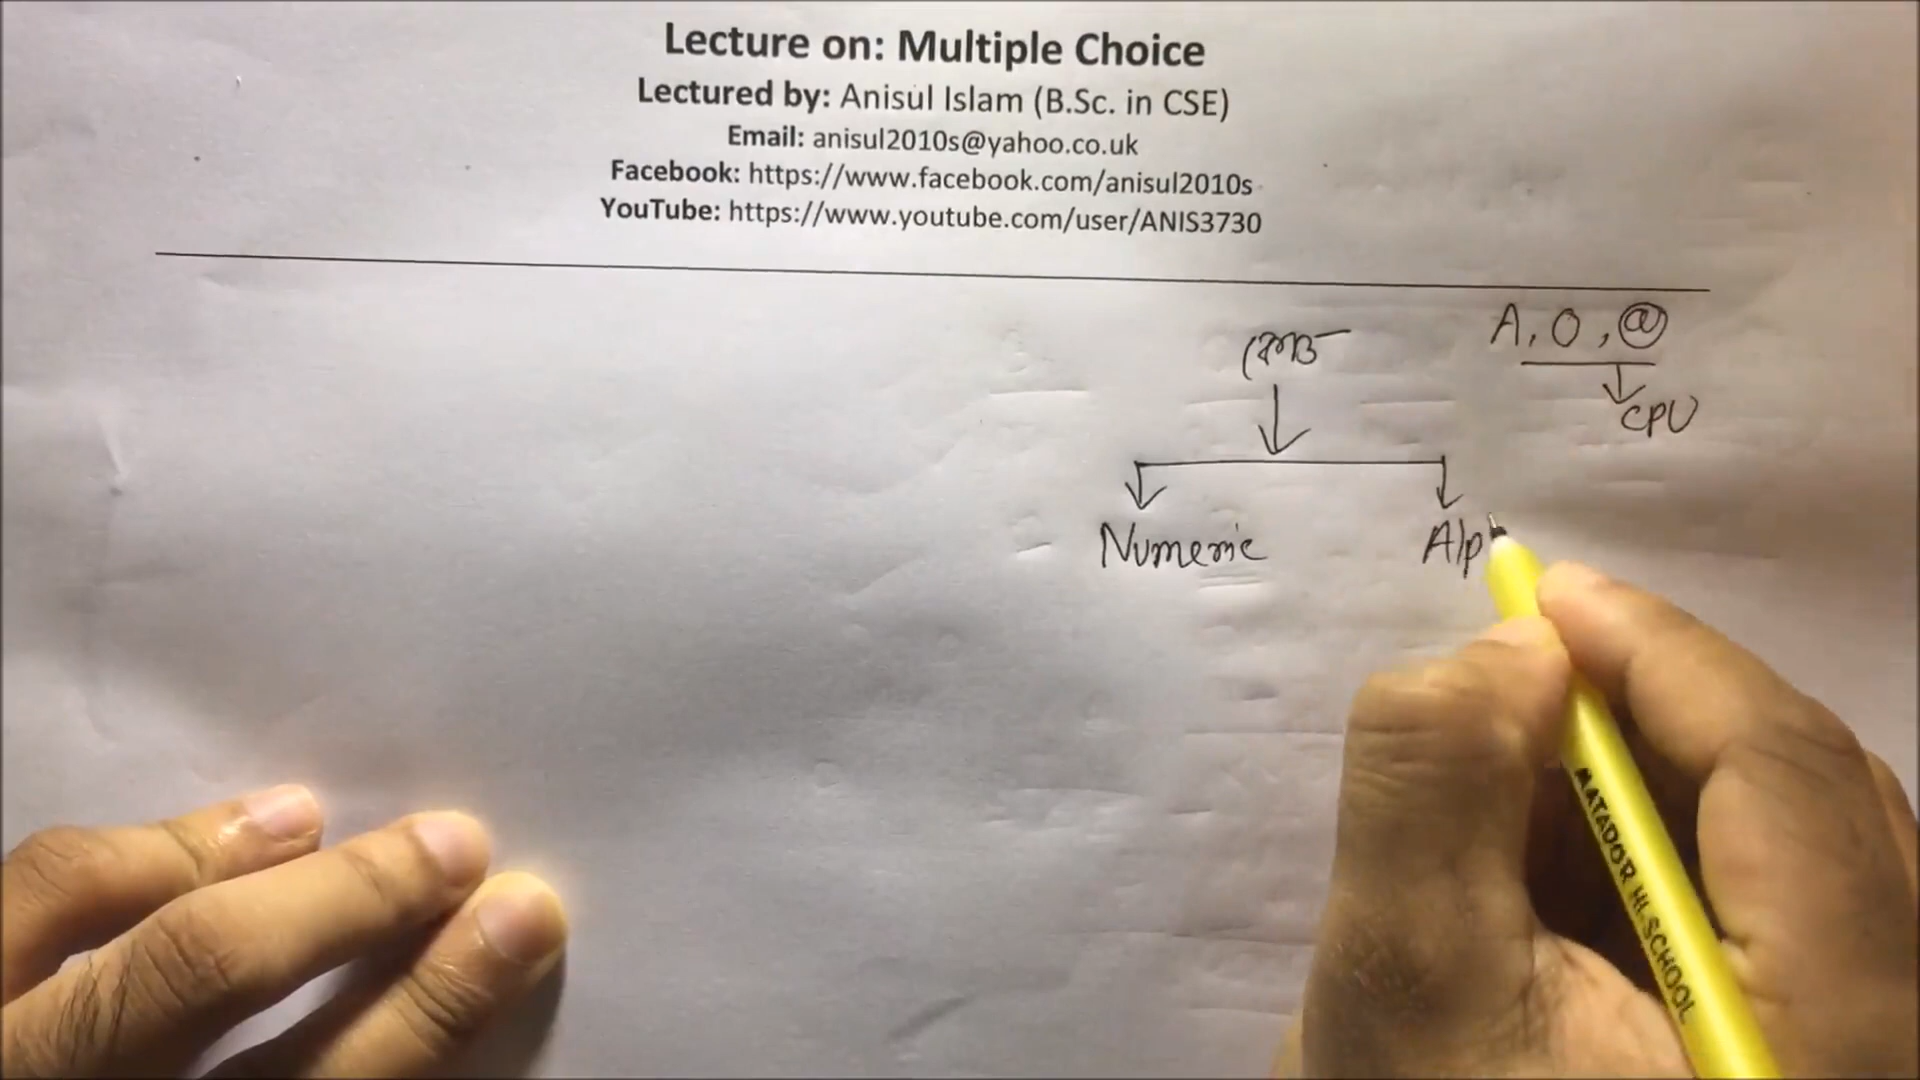 Lecture on: Multiple Choice
Lectured by: Anisul Islam (B.Sc. in CSE)
Email: anisul2010s@yahoo.co.uk
Facebook: https://www.facebook.com/anisul2010s
YouTube: https://www.youtube.com/user/ANIS3730
A, 0, @
কোড
CPU
Numeric
Alp
MATADOR HI-SCHOOL